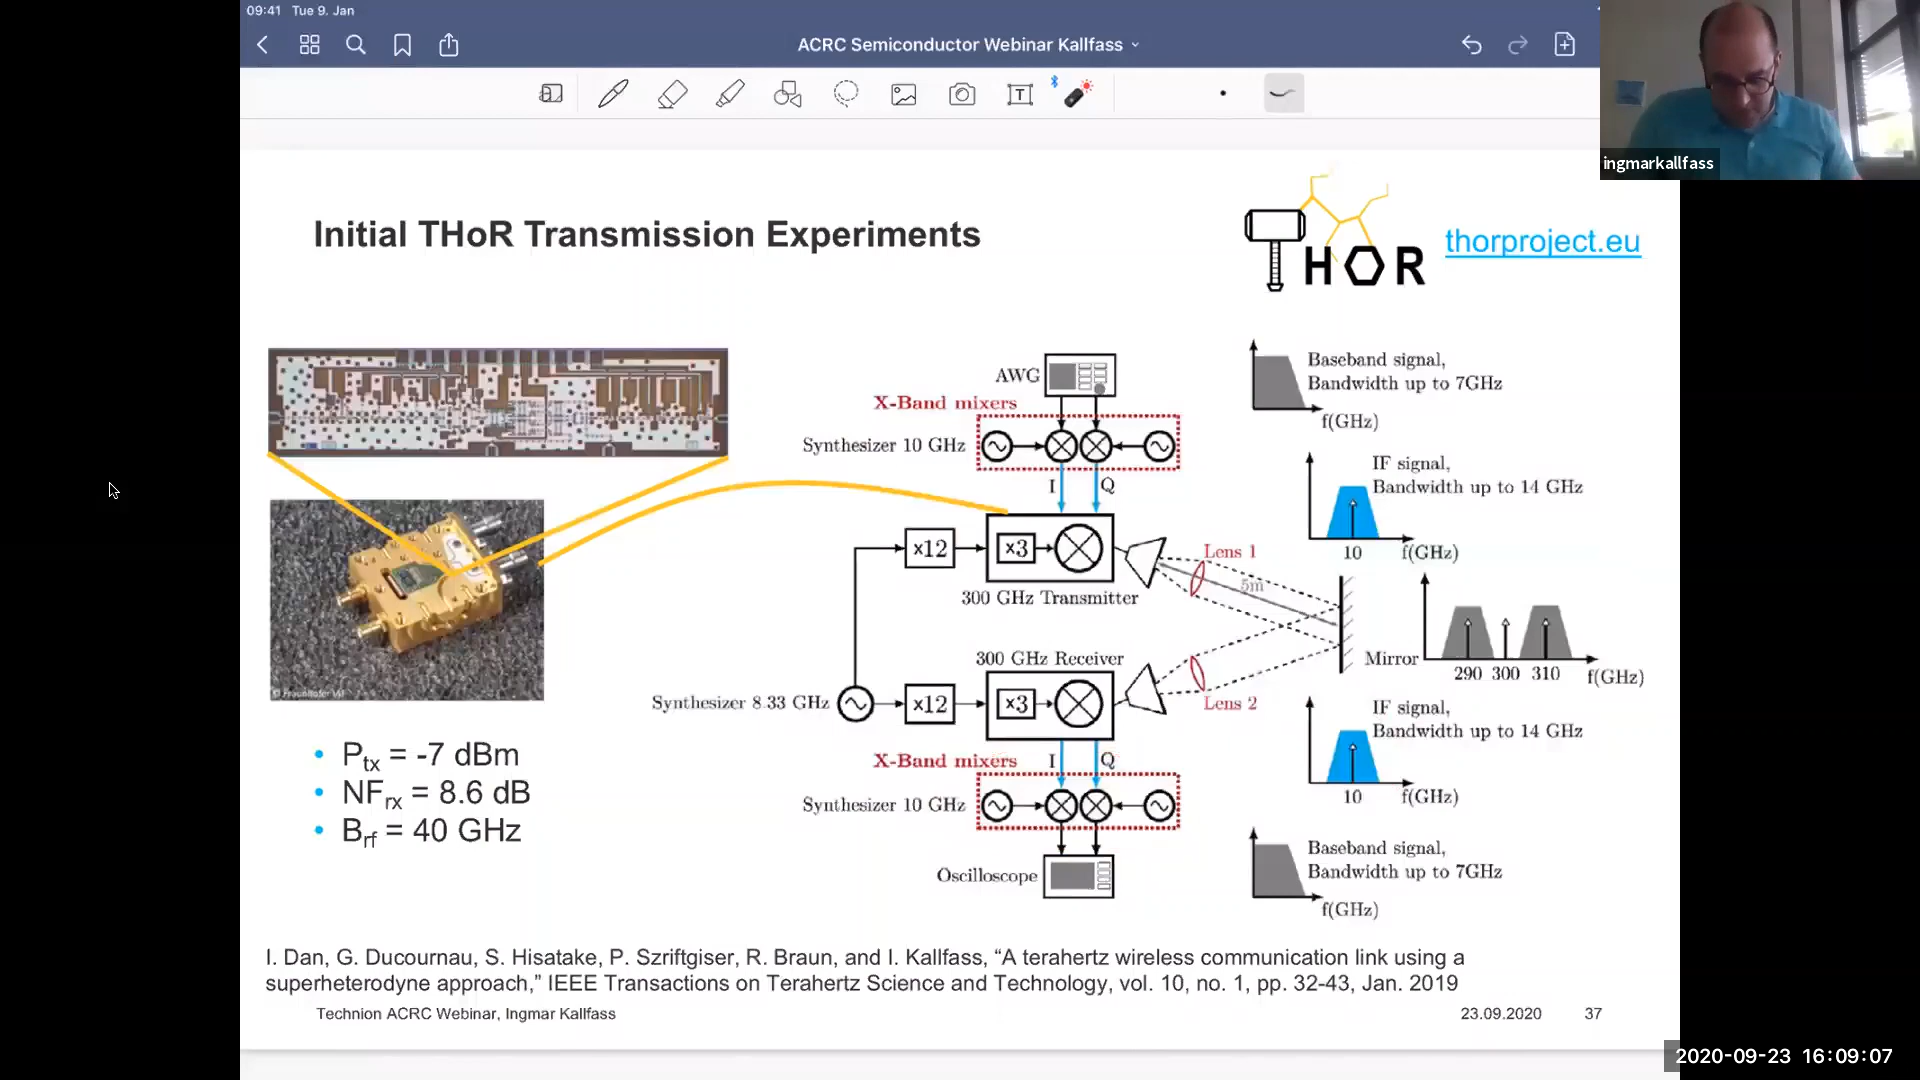 09:41 Tue 9. Jan
ACRC Semiconductor Webinar Kallfass
ingmarkallfass
Initial THoR Transmission Experiments
THOR
thorproject.eu
AWG
X-Band mixers
Synthesizer 10 GHz
I
Q
x12
x3
300 GHz Transmitter
Lens 1
5m
300 GHz Receiver
Mirror
Synthesizer 8.33 GHz
x12
x3
Lens 2
X-Band mixers
I
Q
Synthesizer 10 GHz
Oscilloscope
Baseband signal,
Bandwidth up to 7GHz
f(GHz)
IF signal,
Bandwidth up to 14 GHz
10
f(GHz)
290
300
310
f(GHz)
IF signal,
Bandwidth up to 14 GHz
10
f(GHz)
Baseband signal,
Bandwidth up to 7GHz
f(GHz)
© Fraunhofer IAF
• Ptx = -7 dBm
• NFrx = 8.6 dB
• Brf = 40 GHz
I. Dan, G. Ducournau, S. Hisatake, P. Szriftgiser, R. Braun, and I. Kallfass, “A terahertz wireless communication link using a
superheterodyne approach,” IEEE Transactions on Terahertz Science and Technology, vol. 10, no. 1, pp. 32-43, Jan. 2019
Technion ACRC Webinar, Ingmar Kallfass
23.09.2020
37
2020-09-23 16:09:07